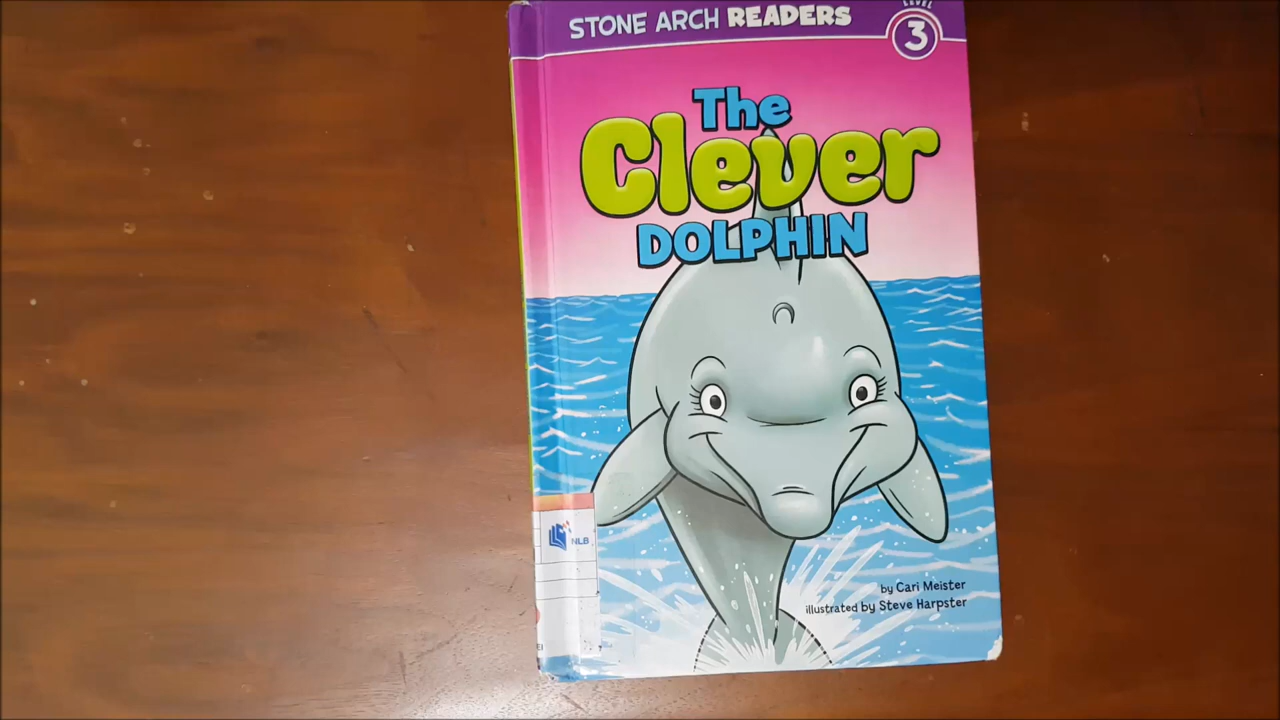 STONE ARCH READERS
LEVEL
3
The
Clever
DOLPHIN
NLB
by Cari Meister
illustrated by Steve Harpster